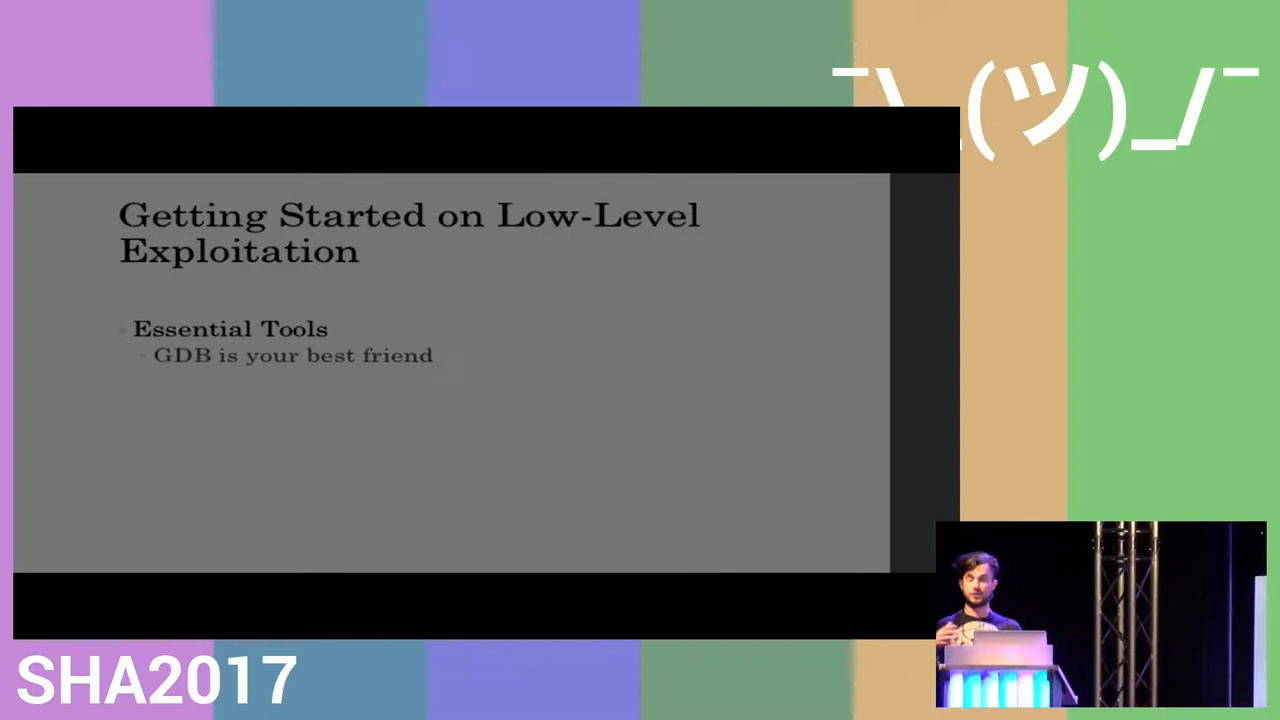 ¯\_(ツ)_/¯
Getting Started on Low-Level
Exploitation
Essential Tools
GDB is your best friend
SHA2017